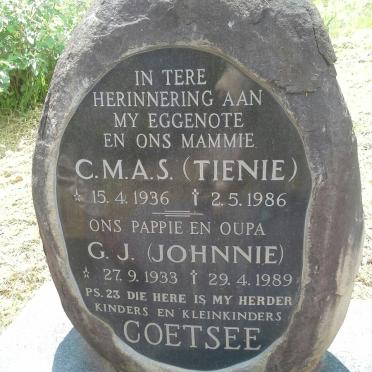 IN TERE
HERINNERING AAN
MY EGGENOTE
EN ONS MAMMIE
C.M.A.S. (TIENIE)
☆ 15.4.1936 † 2.5.1986
ONS PAPPIE EN OUPA
G. J. (JOHNNIE)
☆ 27.9.1933 † 29.4.1989
PS. 23 DIE HERE IS MY HERDER
KINDERS EN KLEINKINDERS
COETSEE